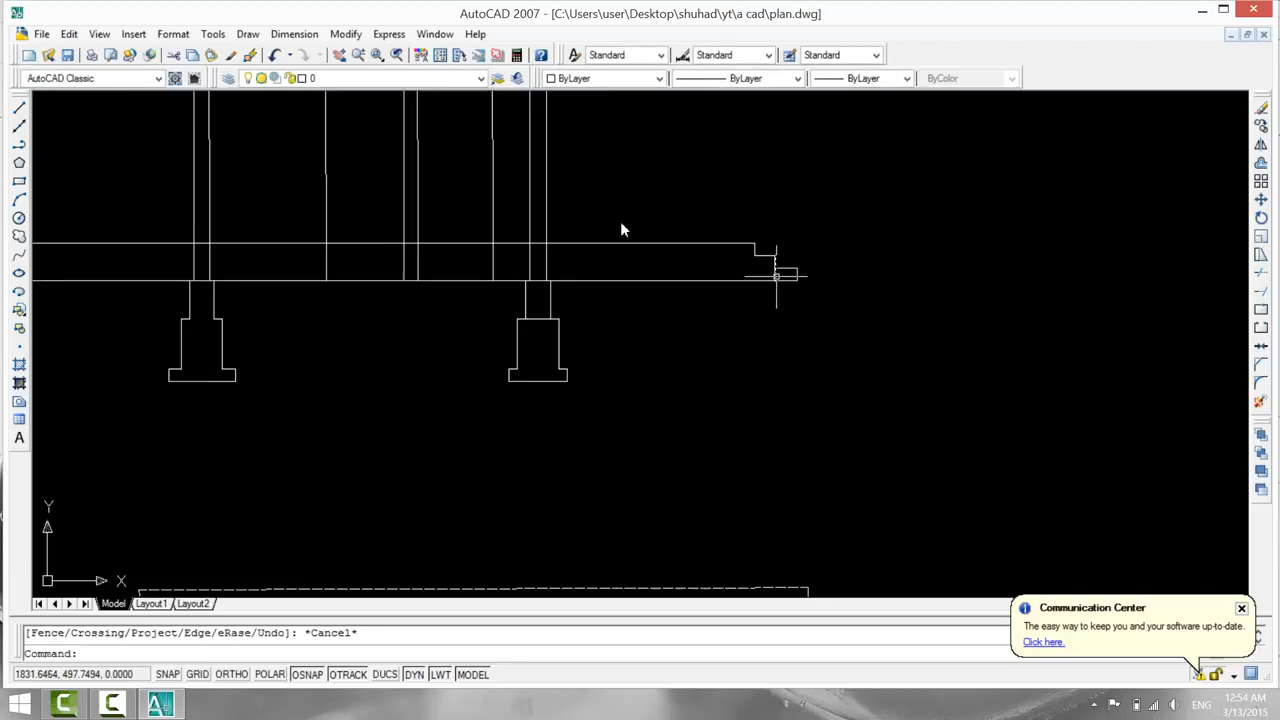 AutoCAD 2007 - [C:\Users\user\Desktop\shuhad\yt\a cad\plan.dwg]
File Edit View Insert Format Tools Draw Dimension Modify Express Window Help
Standard Standard Standard
AutoCAD Classic 0 ByLayer ByLayer ByLayer ByColor
Y
X
Model Layout1 Layout2
Communication Center
The easy way to keep you and your software up-to-date.
Click here.
[Fence/Crossing/Project/Edge/eRase/Undo]: *Cancel*
Command:
1831.6464, 497.7494, 0.0000 SNAP GRID ORTHO POLAR OSNAP OTRACK DUCS DYN LWT MODEL
ENG
12:54 AM
3/13/2015